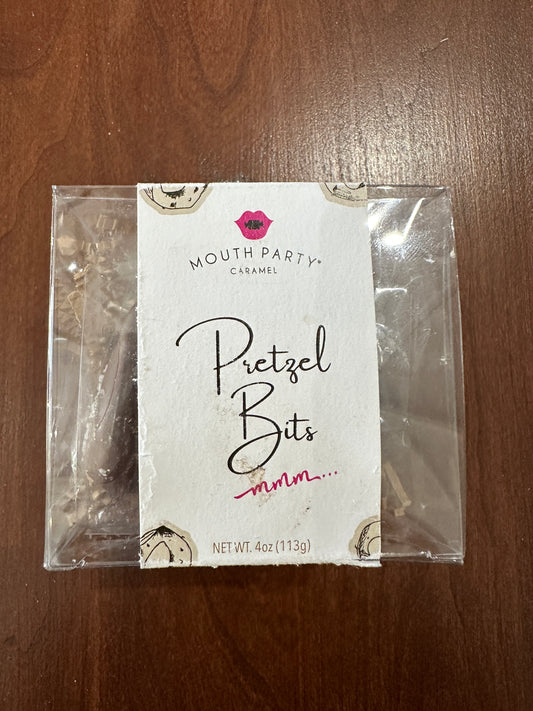 MOUTH PARTY®
CARAMEL
Pretzel
Bits
mmm...
NET WT. 4oz (113g)